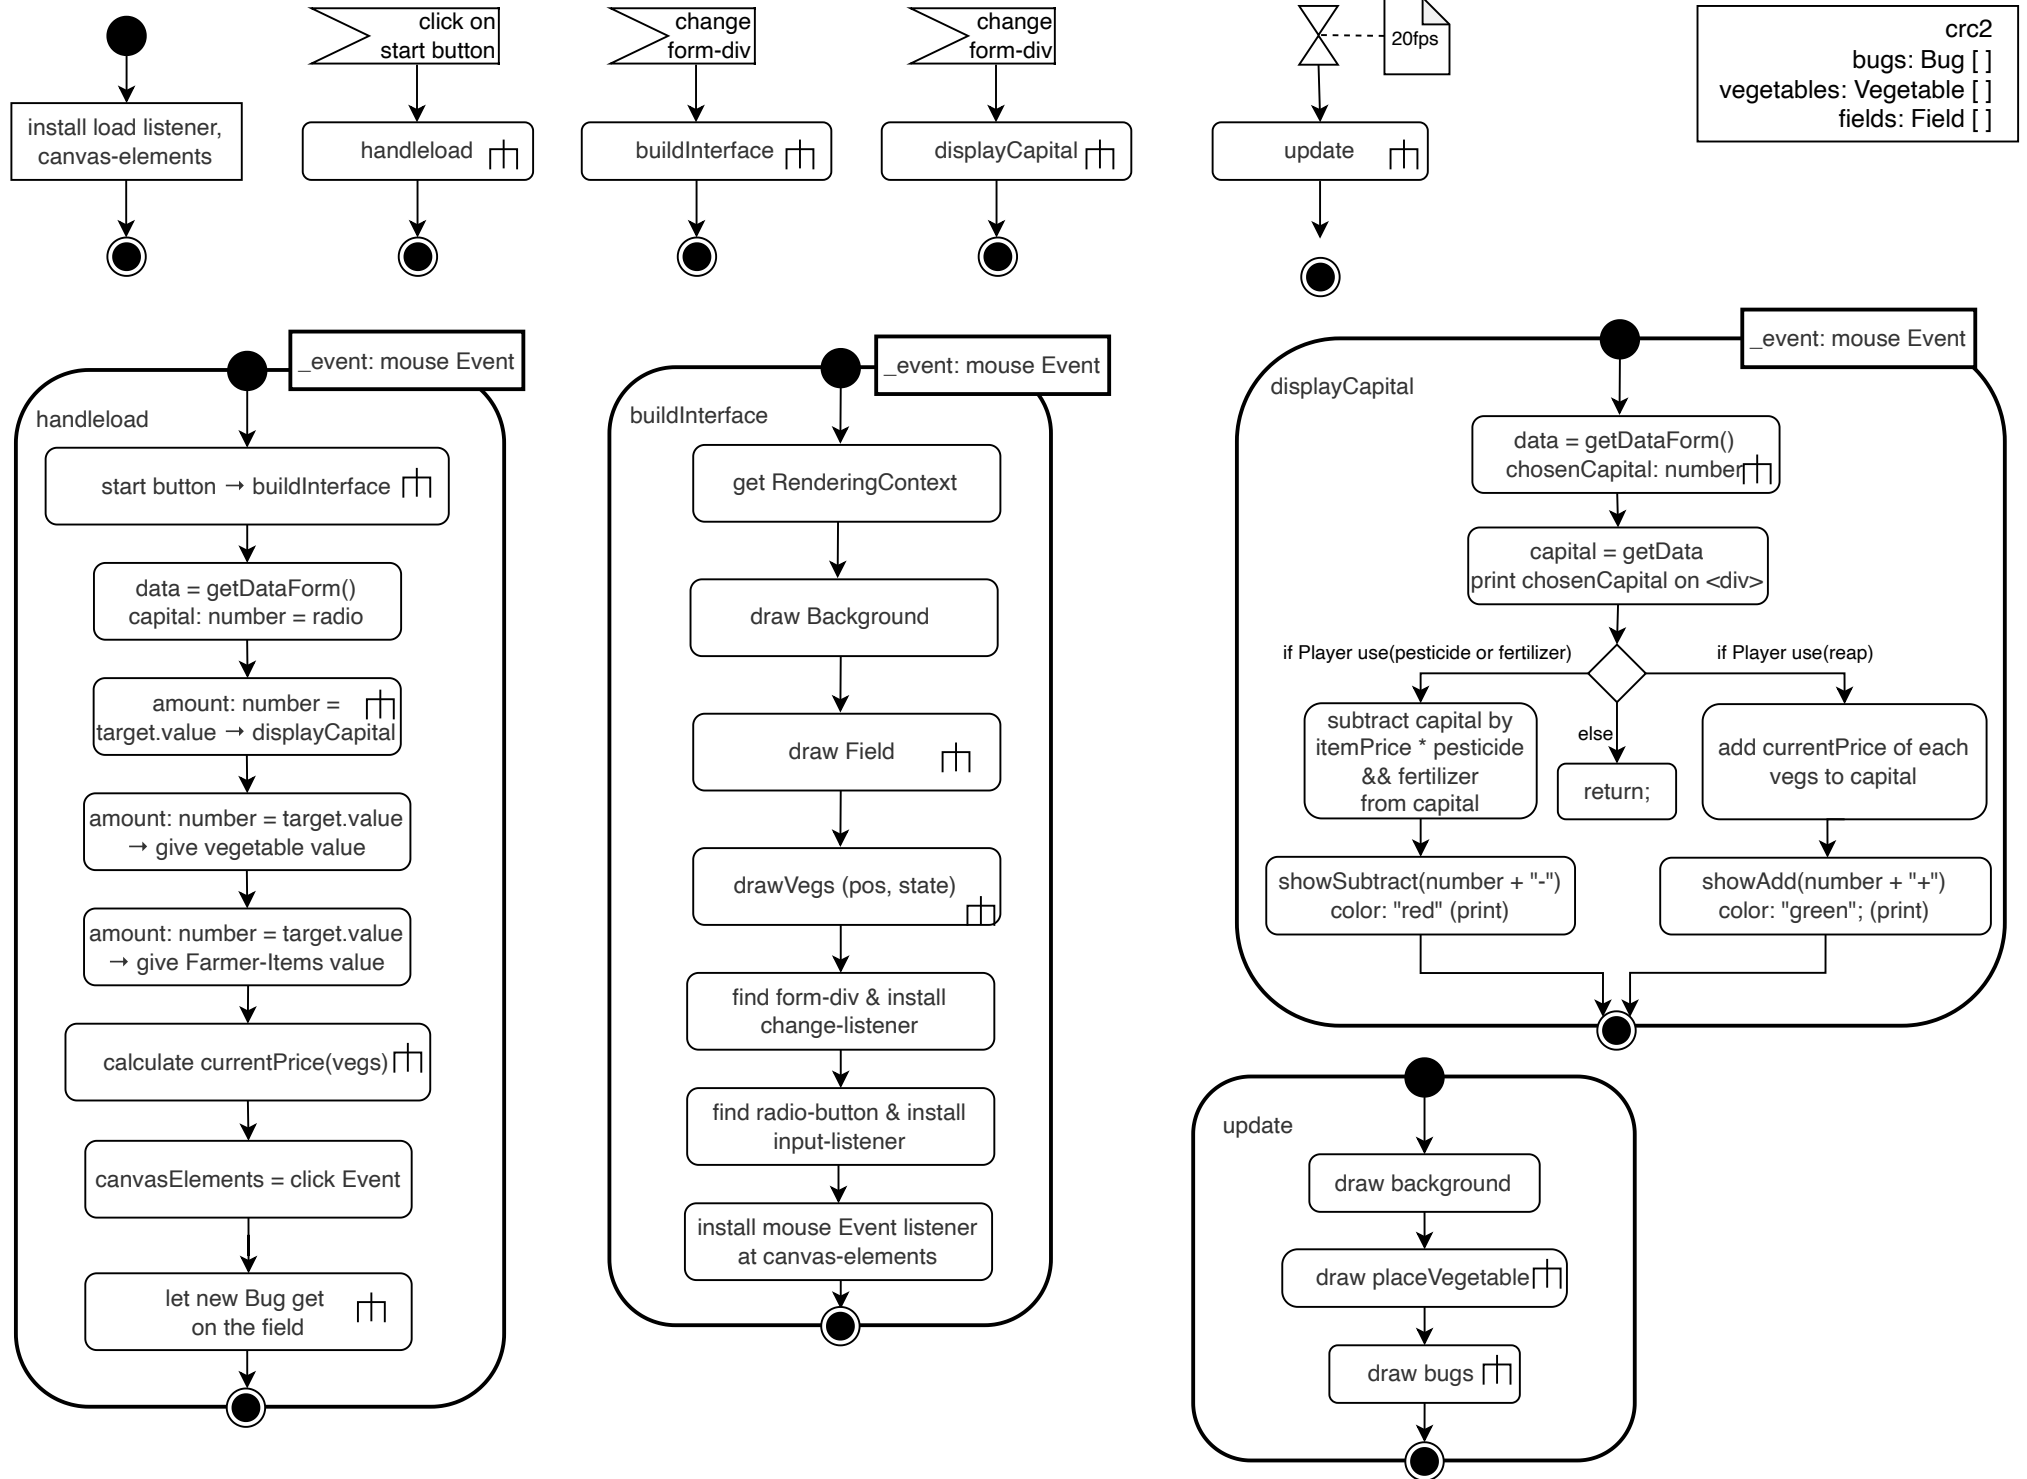 click on
start button
change
form-div
change
form-div
20fps
crc2
bugs: Bug [ ]
vegetables: Vegetable [ ]
fields: Field [ ]
install load listener,
canvas-elements
handleload
buildInterface
displayCapital
update
_event: mouse Event
handleload
start button → buildInterface
data = getDataForm()
capital: number = radio
amount: number =
target.value → displayCapital
amount: number = target.value
→ give vegetable value
amount: number = target.value
→ give Farmer-Items value
calculate currentPrice(vegs)
canvasElements = click Event
let new Bug get
on the field
_event: mouse Event
buildInterface
get RenderingContext
draw Background
draw Field
drawVegs (pos, state)
find form-div & install
change-listener
find radio-button & install
input-listener
install mouse Event listener
at canvas-elements
_event: mouse Event
displayCapital
data = getDataForm()
chosenCapital: number
capital = getData
print chosenCapital on <div>
if Player use(pesticide or fertilizer)
if Player use(reap)
else
subtract capital by
itemPrice * pesticide
&& fertilizer
from capital
return;
add currentPrice of each
vegs to capital
showSubtract(number + "-")
color: "red" (print)
showAdd(number + "+")
color: "green"; (print)
update
draw background
draw placeVegetable
draw bugs